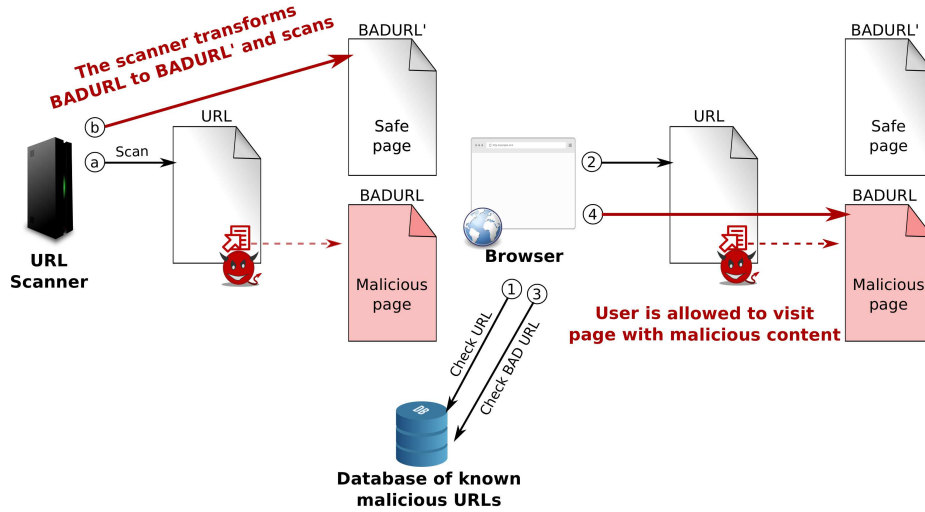 The scanner transforms
BADURL to BADURL' and scans
BADURL'
Safe
page
b
a
Scan
URL
URL
Scanner
BADURL
Malicious
page
Browser
1
3
Check URL
Check BAD URL
DB
Database of known
malicious URLs
2
4
URL
BADURL'
Safe
page
BADURL
Malicious
page
User is allowed to visit
page with malicious content